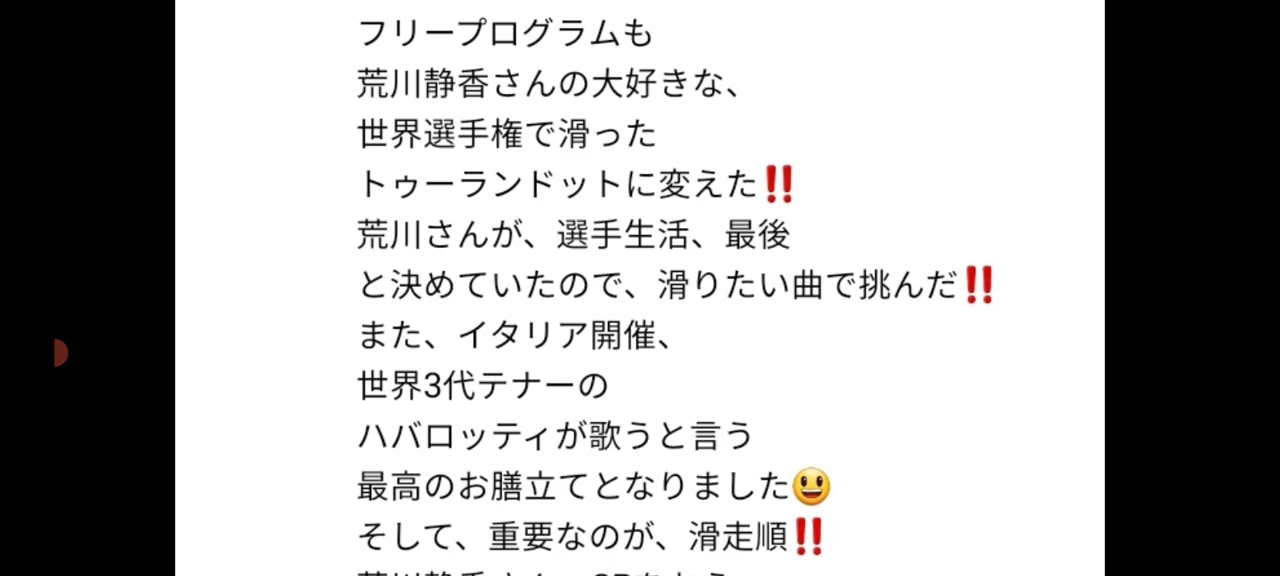 フリープログラムも
荒川静香さんの大好きな、
世界選手権で滑った
トゥーランドットに変えた‼️
荒川さんが、選手生活、最後
と決めていたので、滑りたい曲で挑んだ‼️
また、イタリア開催、
世界3代テナーの
ハバロッティが歌うと言う
最高のお膳立てとなりました😃
そして、重要なのが、滑走順‼️